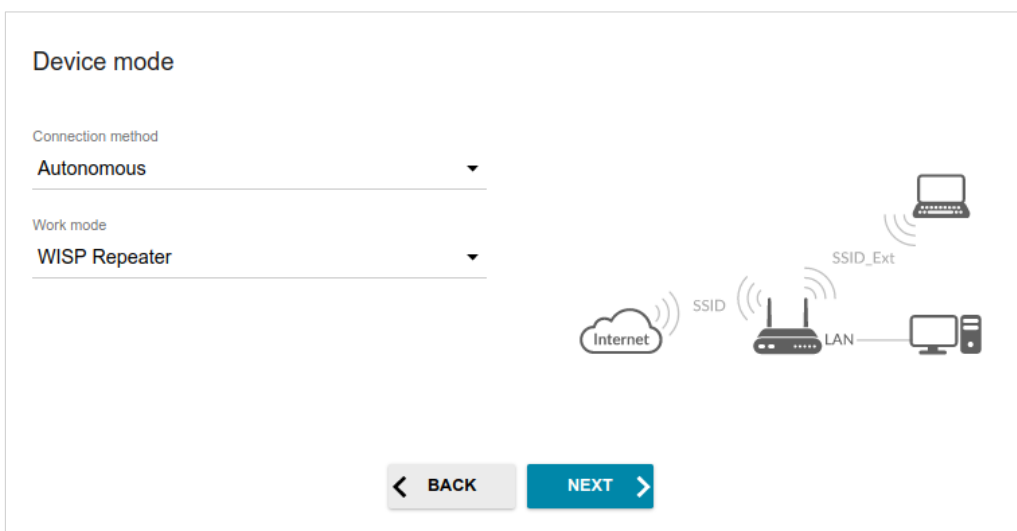 Device mode
Connection method
Autonomous
Work mode
WISP Repeater
SSID_Ext
SSID
Internet
LAN
BACK
NEXT